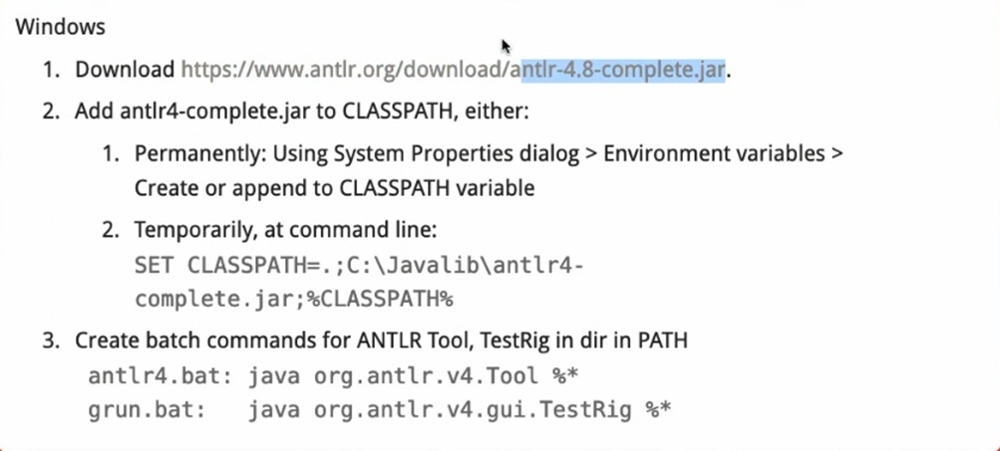 Windows
1. Download https://www.antlr.org/download/antlr-4.8-complete.jar.
2. Add antlr4-complete.jar to CLASSPATH, either:
1. Permanently: Using System Properties dialog > Environment variables >
Create or append to CLASSPATH variable
2. Temporarily, at command line:
SET CLASSPATH=.;C:\Javalib\antlr4-
complete.jar;%CLASSPATH%
3. Create batch commands for ANTLR Tool, TestRig in dir in PATH
antlr4.bat: java org.antlr.v4.Tool %*
grun.bat:   java org.antlr.v4.gui.TestRig %*